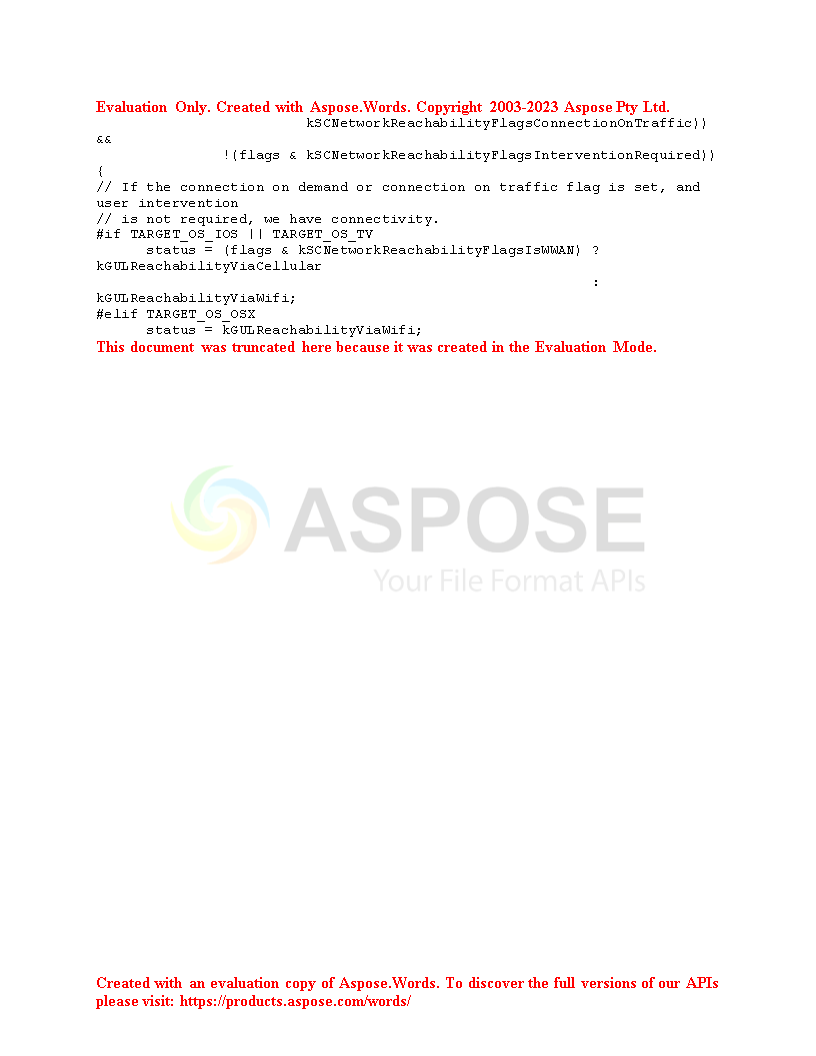 Evaluation Only. Created with Aspose.Words. Copyright 2003-2023 Aspose Pty Ltd.
kSCNetworkReachabilityFlagsConnectionOnTraffic))
&&
!(flags & kSCNetworkReachabilityFlagsInterventionRequired))
{
// If the connection on demand or connection on traffic flag is set, and
user intervention
// is not required, we have connectivity.
#if TARGET_OS_IOS || TARGET_OS_TV
status = (flags & kSCNetworkReachabilityFlagsIsWWAN) ?
kGULReachabilityViaCellular
:
kGULReachabilityViaWifi;
#elif TARGET_OS_OSX
status = kGULReachabilityViaWifi;
This document was truncated here because it was created in the Evaluation Mode.
ASPOSE
Your File Format APIs
Created with an evaluation copy of Aspose.Words. To discover the full versions of our APIs
please visit: https://products.aspose.com/words/